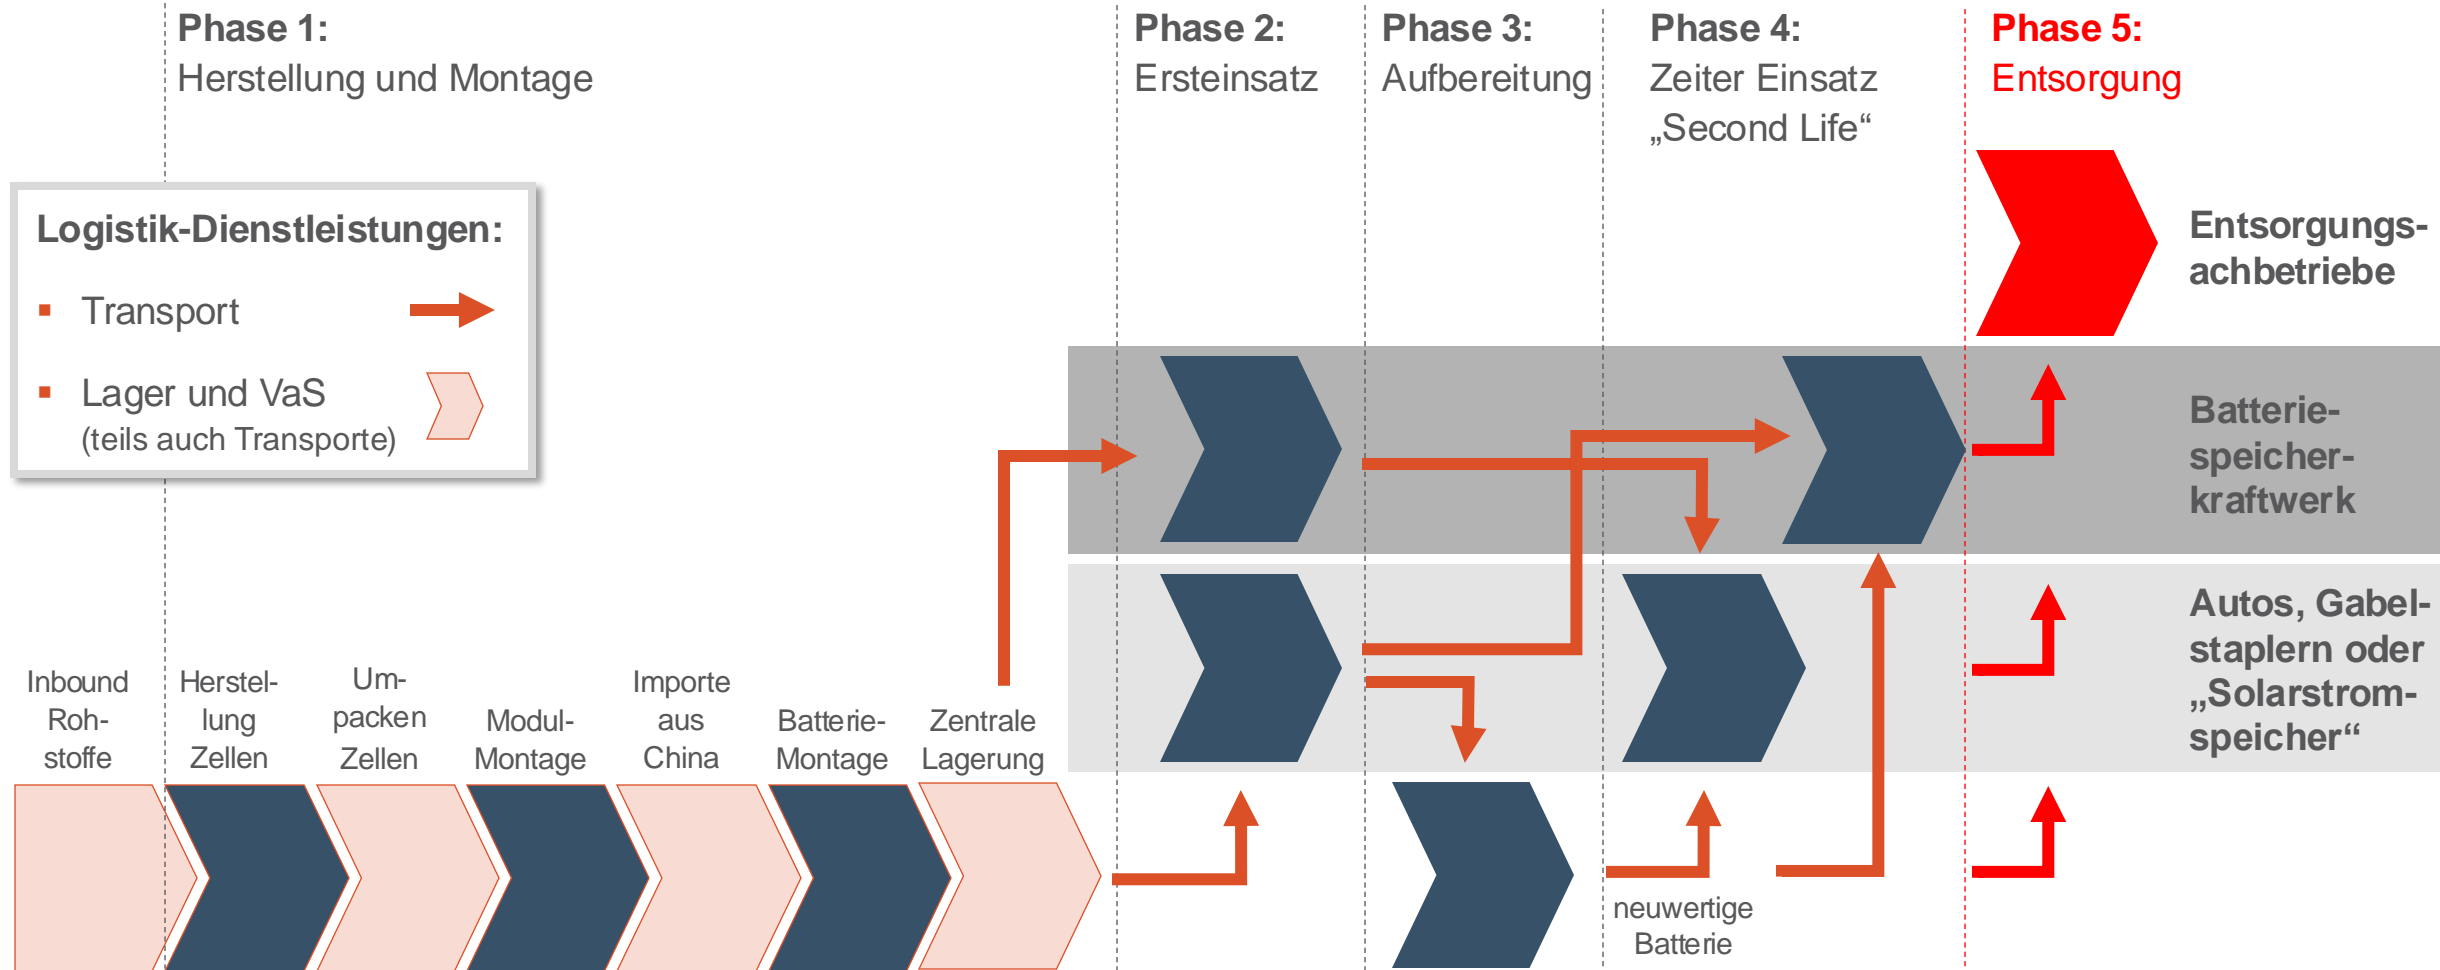 Phase 1:
Herstellung und Montage
Phase 2:
Ersteinsatz
Phase 3:
Aufbereitung
Phase 4:
Zeiter Einsatz
„Second Life“
Phase 5:
Entsorgung
Logistik-Dienstleistungen:
Transport
Lager und VaS
(teils auch Transporte)
Entsorgungs-
achbetriebe
Batterie-
speicher-
kraftwerk
Autos, Gabel-
staplern oder
„Solarstrom-
speicher“
Inbound
Roh-
stoffe
Herstel-
lung
Zellen
Um-
packen
Zellen
Modul-
Montage
Importe
aus
China
Batterie-
Montage
Zentrale
Lagerung
neuwertige
Batterie